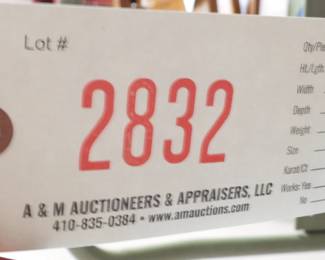 Lot #
2832
A & M AUCTIONEERS & APPRAISERS, LLC
410-835-0384 • www.amauctions.com
Qty/Pie
Ht./Lgth
Width
Depth
Weight
Size
Karat/Ct
Works: Yes
No